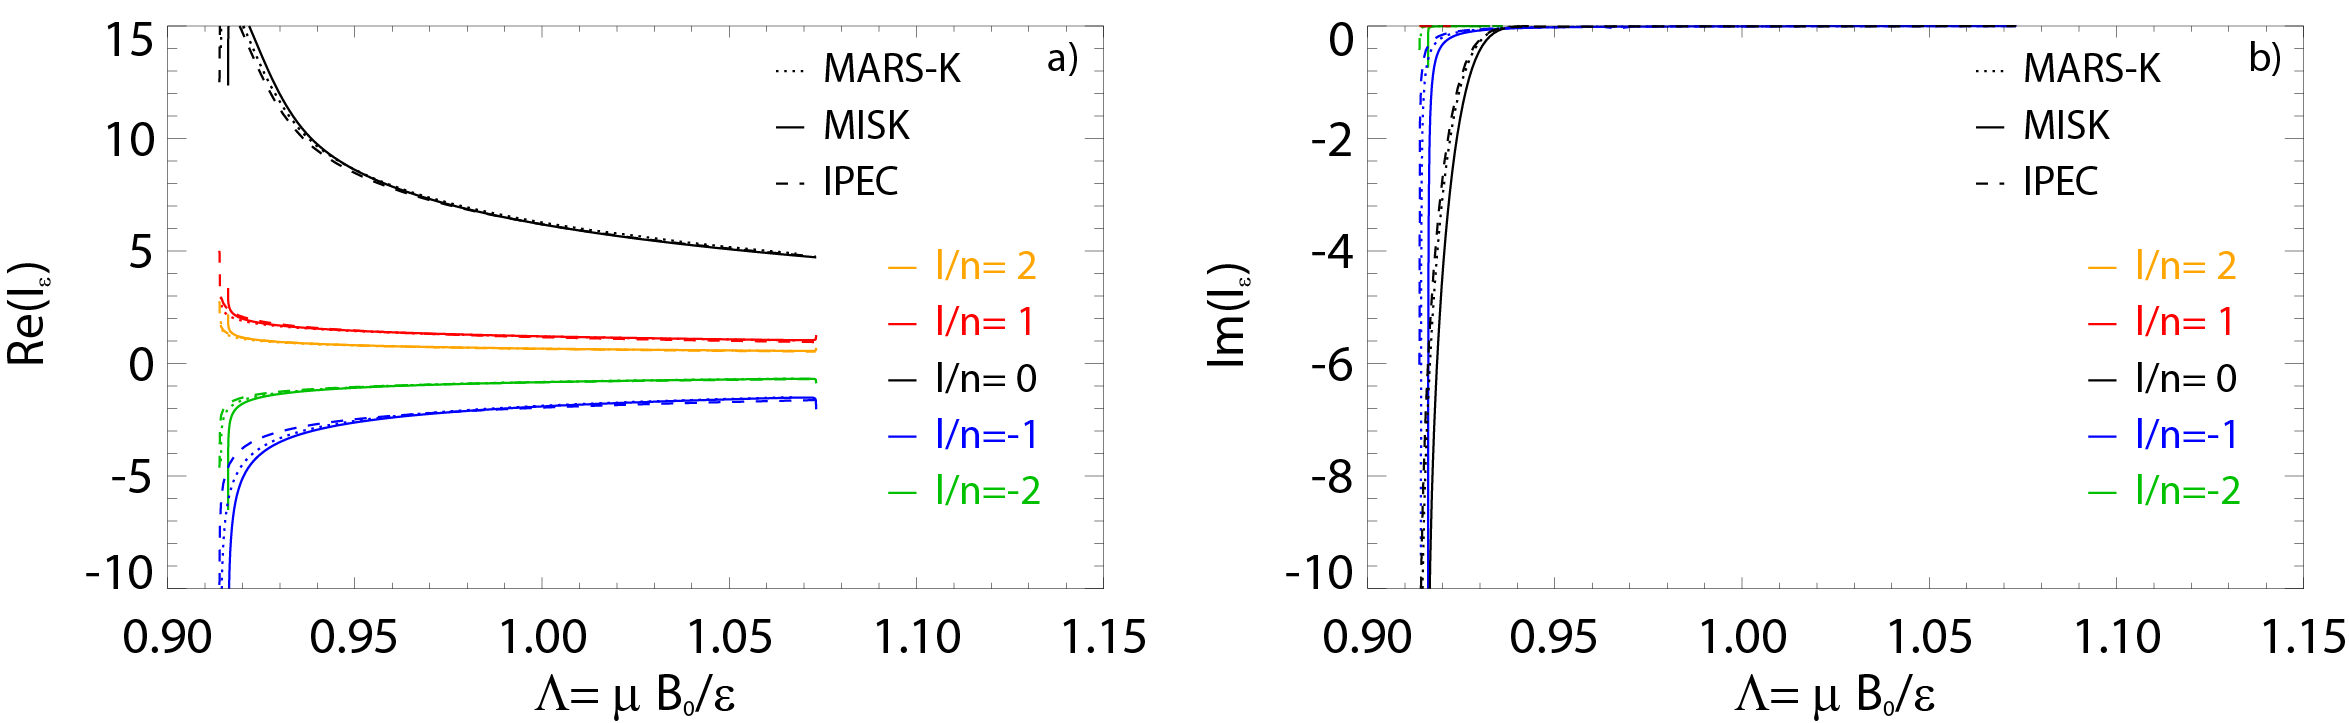 15
10
5
0
-5
-10
Re(Iε)
a)
MARS-K
MISK
IPEC
l/n= 2
l/n= 1
l/n= 0
l/n=-1
l/n=-2
0.90 0.95 1.00 1.05 1.10 1.15
Λ= μ B₀/ε
0
-2
-4
-6
-8
-10
Im(Iε)
b)
MARS-K
MISK
IPEC
l/n= 2
l/n= 1
l/n= 0
l/n=-1
l/n=-2
0.90 0.95 1.00 1.05 1.10 1.15
Λ= μ B₀/ε